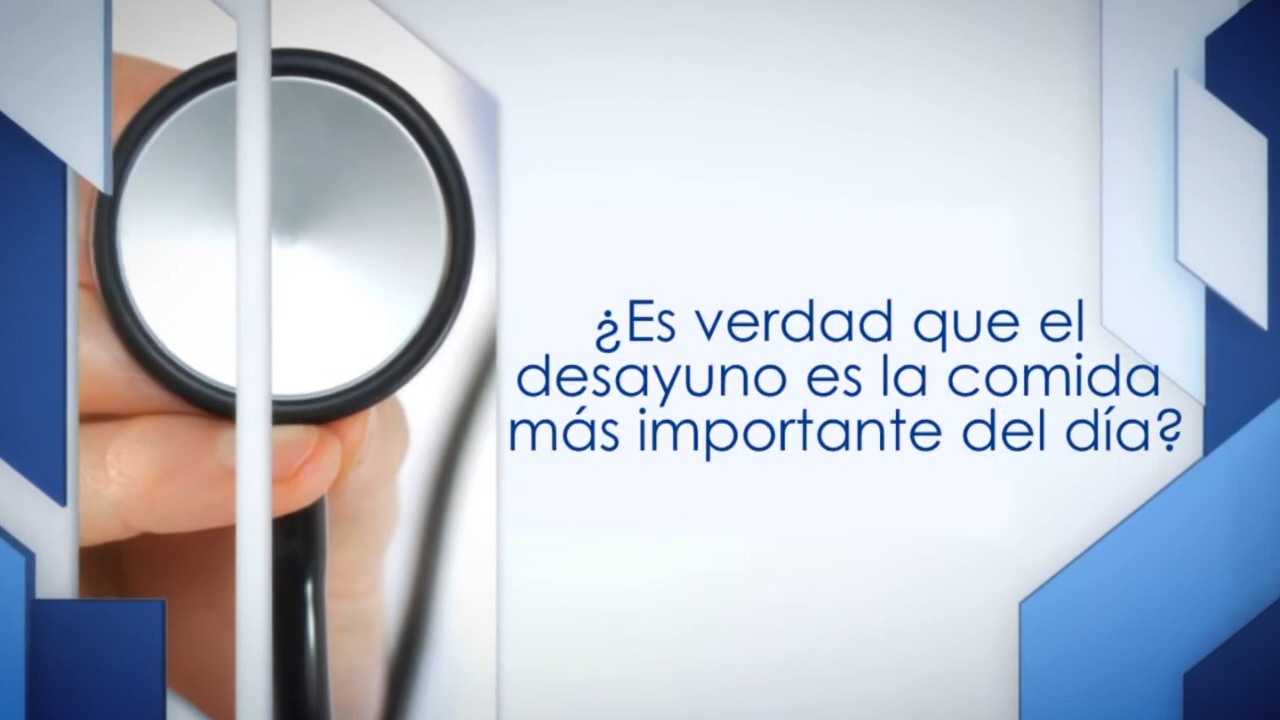 ¿Es verdad que el
desayuno es la comida
más importante del día?